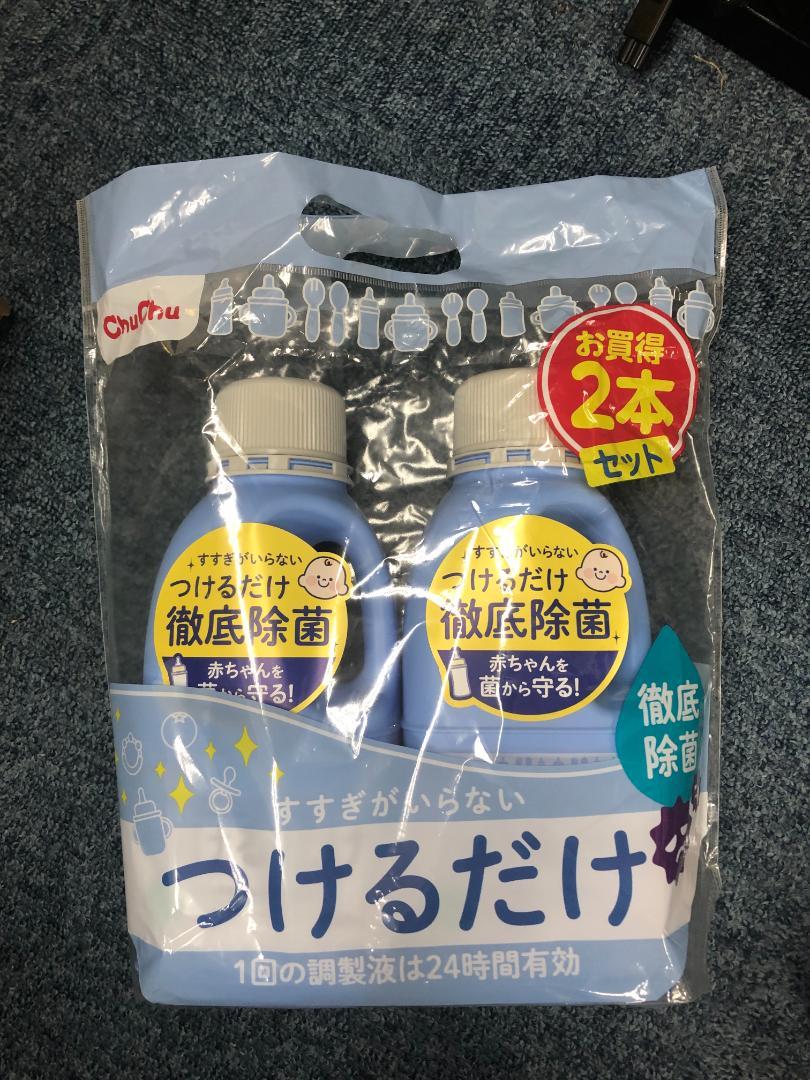 ChuChu
お買得
2本
セット
すすぎがいらない
つけるだけ
徹底除菌
赤ちゃんを
菌から守る!
すすぎがいらない
つけるだけ
徹底除菌
赤ちゃんを
菌から守る!
徹底
除菌
すすぎがいらない
つけるだけ
1回の調製液は24時間有効